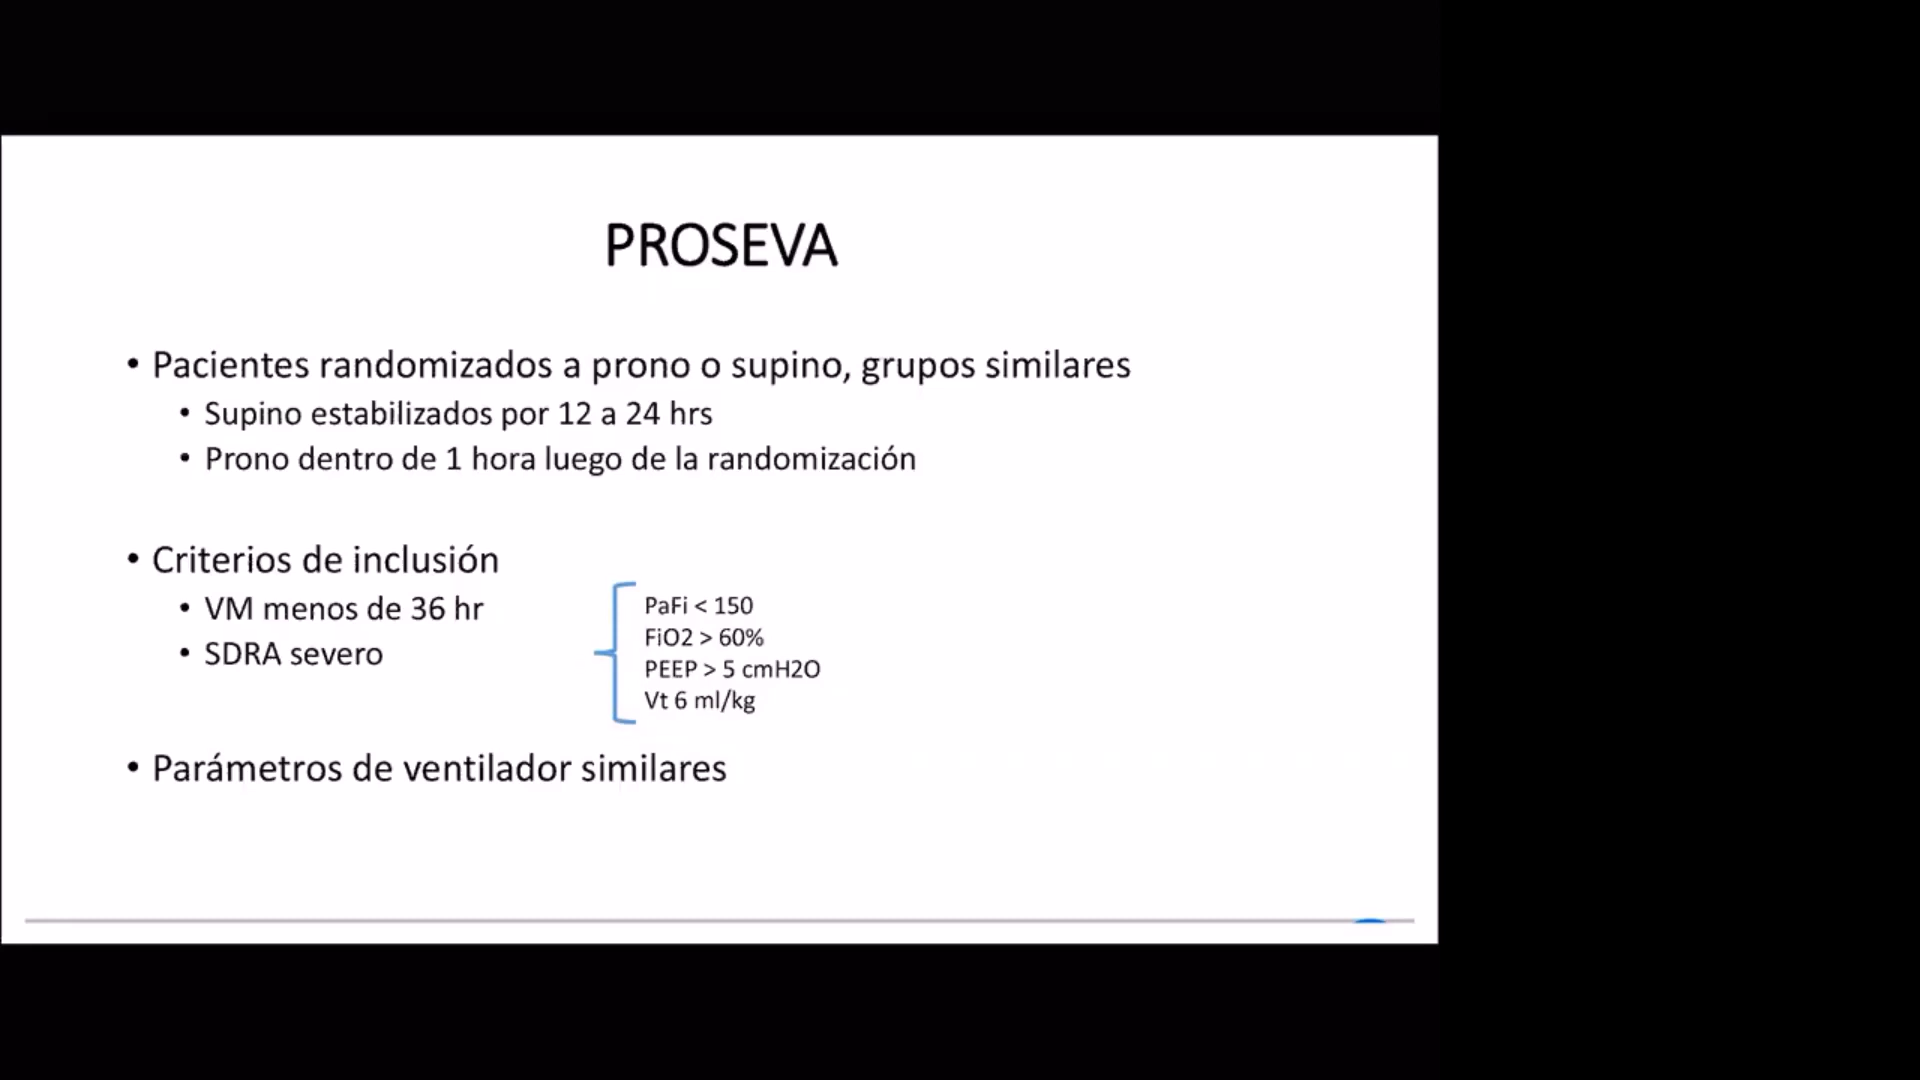 PROSEVA
• Pacientes randomizados a prono o supino, grupos similares
• Supino estabilizados por 12 a 24 hrs
• Prono dentro de 1 hora luego de la randomización
• Criterios de inclusión
• VM menos de 36 hr
• SDRA severo
PaFi < 150
FiO2 > 60%
PEEP > 5 cmH2O
Vt 6 ml/kg
• Parámetros de ventilador similares